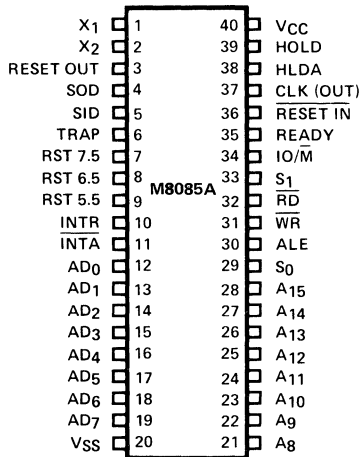 X1 1 40 VCC
X2 2 39 HOLD
RESET OUT 3 38 HLDA
SOD 4 37 CLK (OUT)
SID 5 36 RESET IN
TRAP 6 35 READY
RST 7.5 7 34 IO/M
RST 6.5 8 33 S1
M8085A
RST 5.5 9 32 RD
INTR 10 31 WR
INTA 11 30 ALE
AD0 12 29 S0
AD1 13 28 A15
AD2 14 27 A14
AD3 15 26 A13
AD4 16 25 A12
AD5 17 24 A11
AD6 18 23 A10
AD7 19 22 A9
VSS 20 21 A8